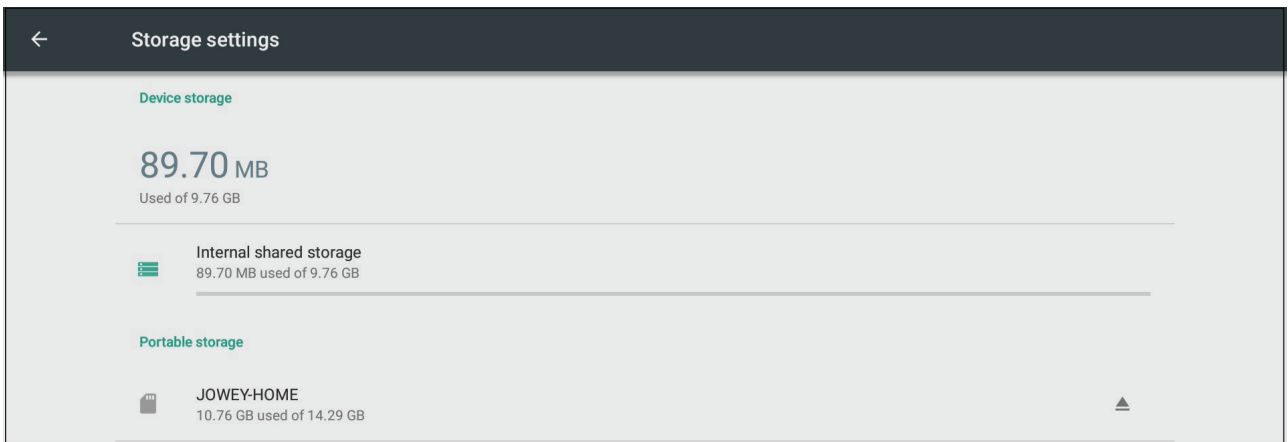 Storage settings
Device storage
89.70 MB
Used of 9.76 GB
Internal shared storage
89.70 MB used of 9.76 GB
Portable storage
JOWEY-HOME
10.76 GB used of 14.29 GB